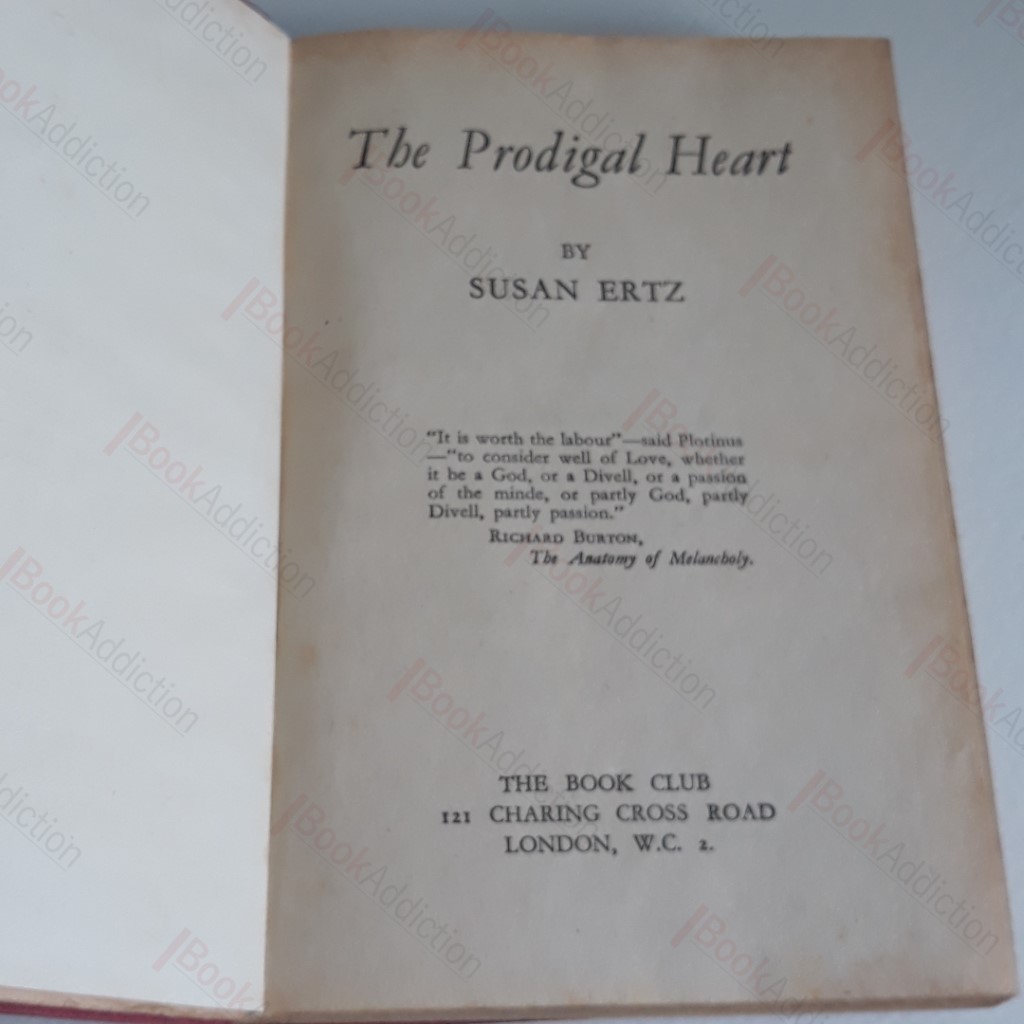 The Prodigal Heart
BY
SUSAN ERTZ
"It is worth the labour"—said Plotinus
—"to consider well of Love, whether
it be a God, or a Divell, or a passion
of the minde, or partly God, partly
Divell, partly passion."
RICHARD BURTON,
The Anatomy of Melancholy.
THE BOOK CLUB
121 CHARING CROSS ROAD
LONDON, W.C. 2.
BookAddiction